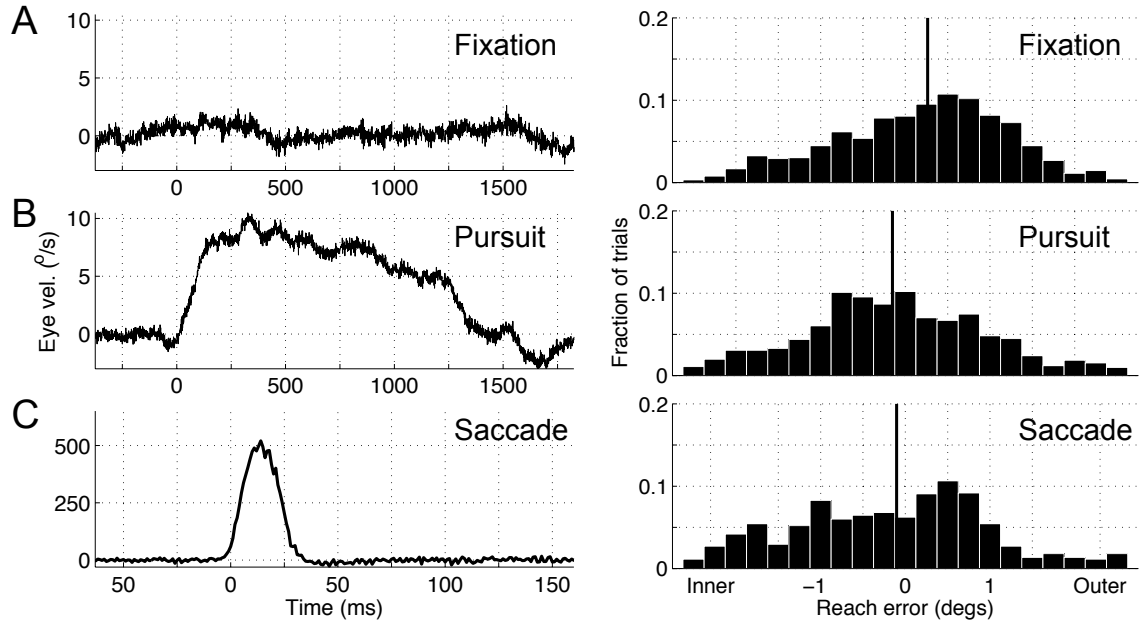 A
10
5
0
Fixation
0 500 1000 1500
0.2
0.1
0
Fixation
B
Eye vel. (⁰/s)
10
5
0
Pursuit
0 500 1000 1500
Fraction of trials
0.2
0.1
0
Pursuit
C
500
250
0
Saccade
50 0 50 75 100 150
Time (ms)
0.2
0.1
0
Saccade
Inner −1 0 1 Outer
Reach error (degs)